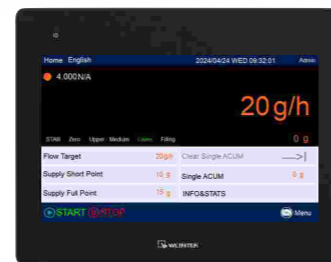 Home English 2024/04/24 WED 09:32:01 Admin
4.000N/A
20g/h
STAB Zero Upper Medium Lower Filling 0 g
Flow Target 20g/h Clear Single ACUM
Supply Short Point 10 g Single ACUM 0 g
Supply Full Point 15 g INFO&STATS
START STOP Menu